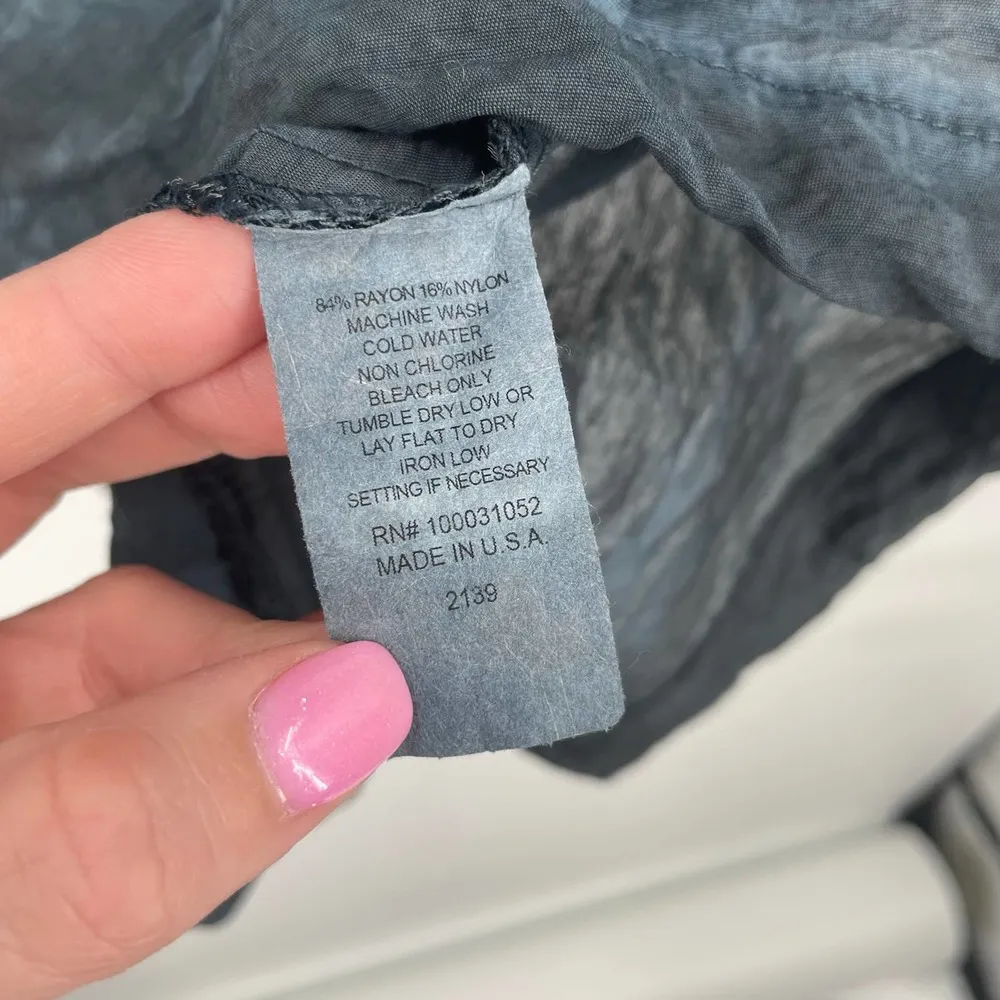 84% RAYON 16% NYLON
MACHINE WASH
COLD WATER
NON CHLORINE
BLEACH ONLY
TUMBLE DRY LOW OR
LAY FLAT TO DRY
IRON LOW
SETTING IF NECESSARY
RN# 100031052
MADE IN U.S.A.
2139